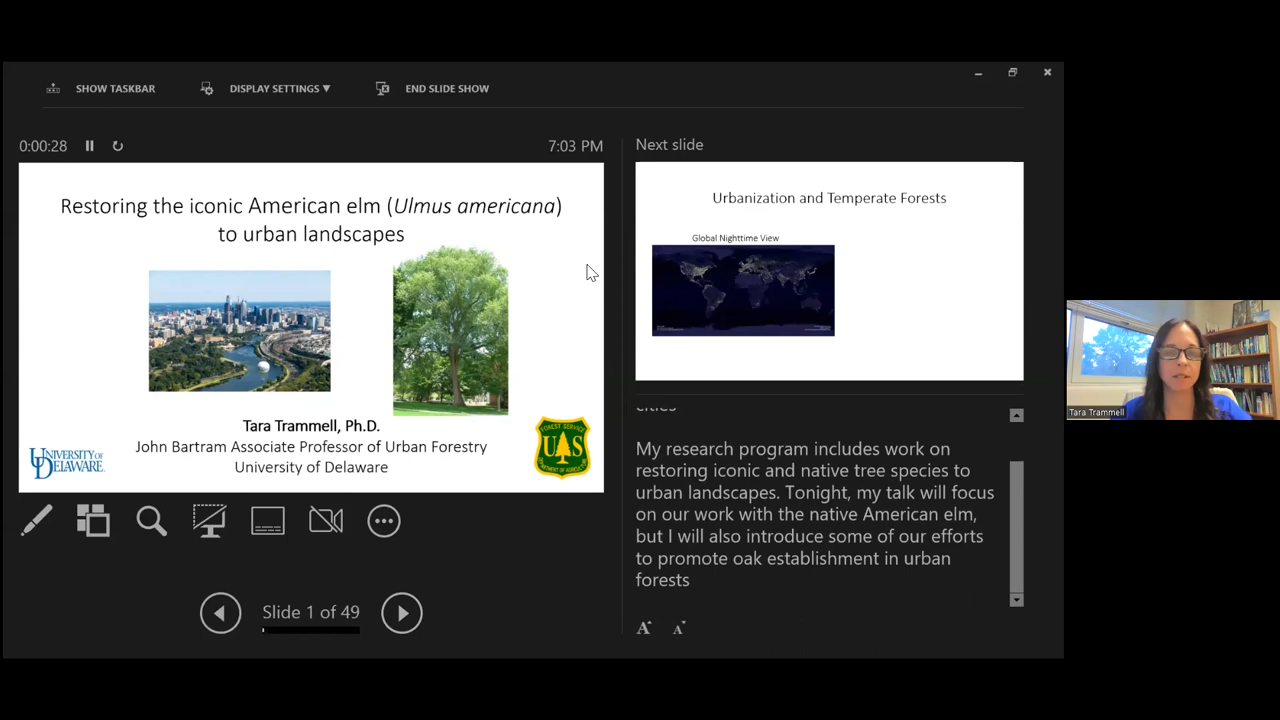 SHOW TASKBAR
DISPLAY SETTINGS ▼
END SLIDE SHOW
0:00:28
7:03 PM
Restoring the iconic American elm (Ulmus americana)
to urban landscapes
Tara Trammell, Ph.D.
John Bartram Associate Professor of Urban Forestry
University of Delaware
UNIVERSITY OF
DELAWARE
FOREST SERVICE
U S
DEPARTMENT OF AGRICULTURE
Slide 1 of 49
Next slide
Urbanization and Temperate Forests
Global Nighttime View
cities
My research program includes work on
restoring iconic and native tree species to
urban landscapes. Tonight, my talk will focus
on our work with the native American elm,
but I will also introduce some of our efforts
to promote oak establishment in urban
forests
A A
Tara Trammell